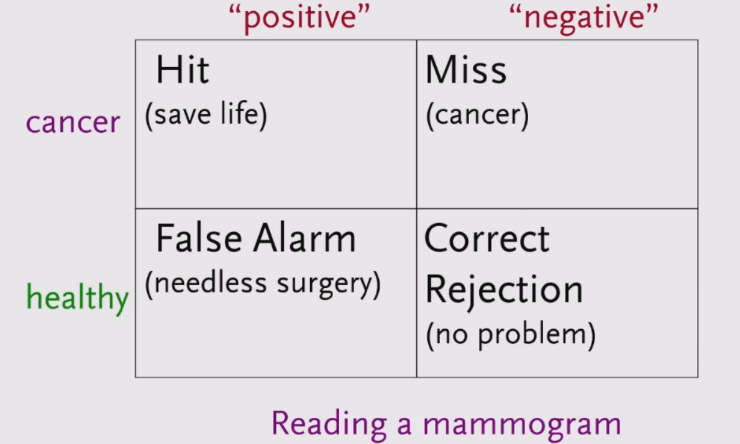 “positive” “negative”
cancer
Hit
(save life)
Miss
(cancer)
healthy
False Alarm
(needless surgery)
Correct
Rejection
(no problem)
Reading a mammogram